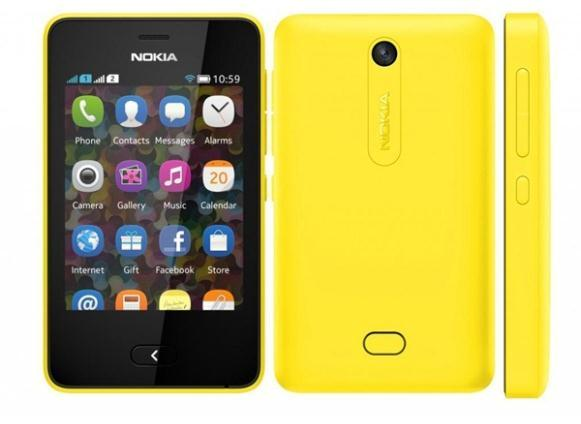 NOKIA
1 2 10:59
Phone Contacts Messages Alarms
Camera Gallery Music Calendar
20
Internet Gift Facebook Store
f
@
NOKIA